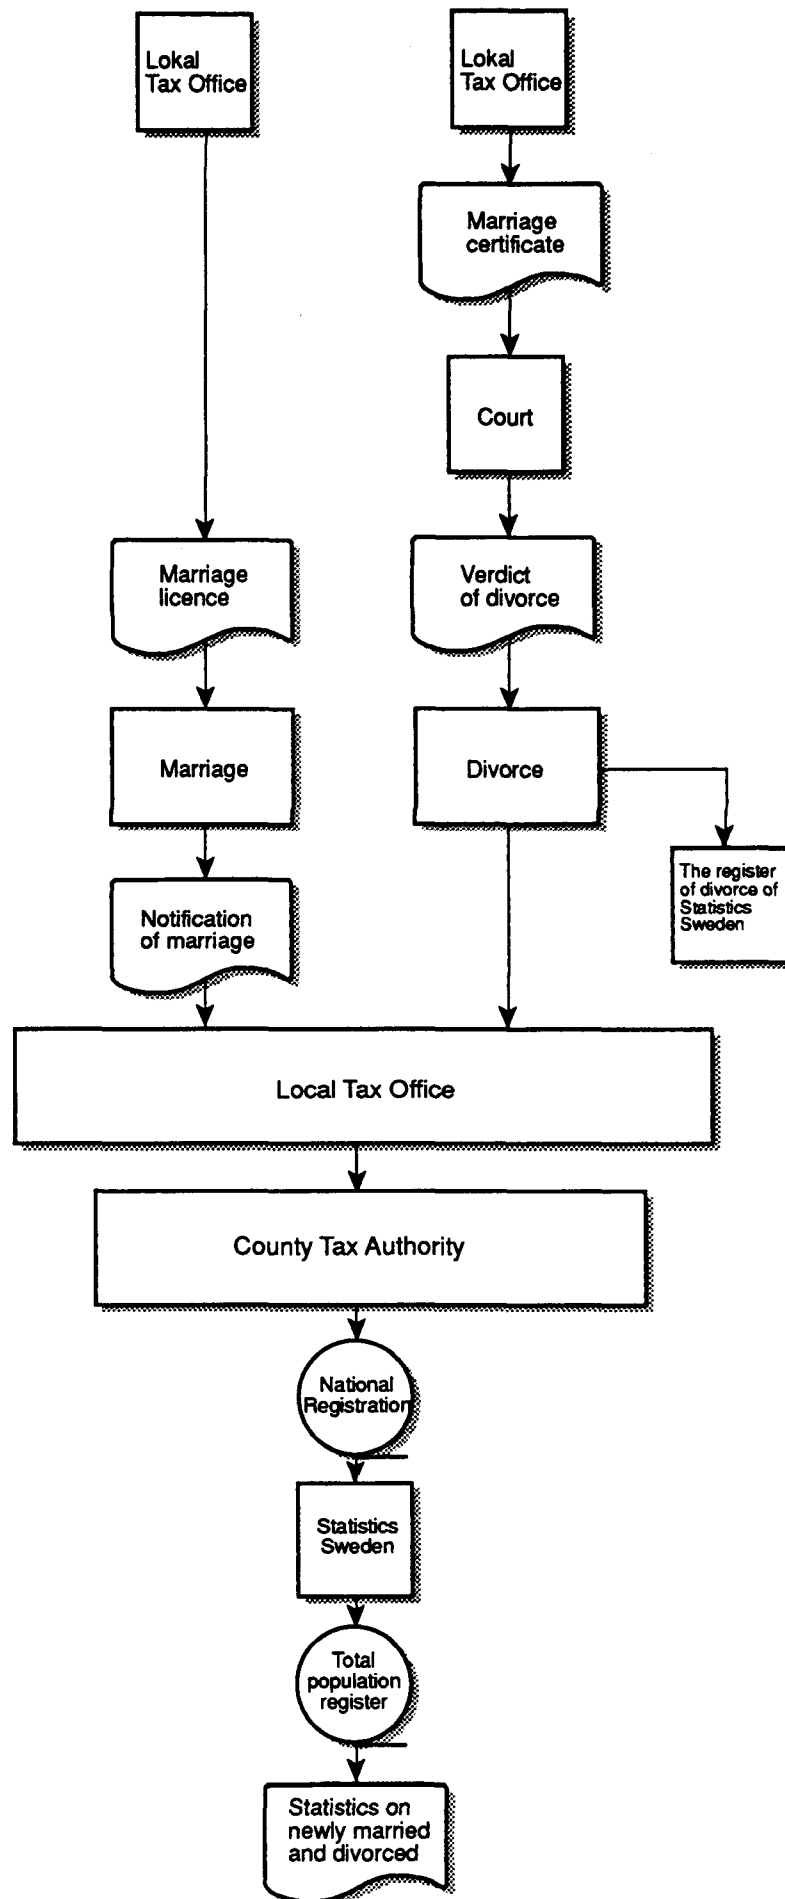 Lokal
Tax Office
Lokal
Tax Office
Marriage
certificate
Court
Marriage
licence
Verdict
of divorce
Marriage
Divorce
The register
of divorce of
Statistics
Sweden
Notification
of marriage
Local Tax Office
County Tax Authority
National
Registration
Statistics
Sweden
Total
population
register
Statistics on
newly married
and divorced